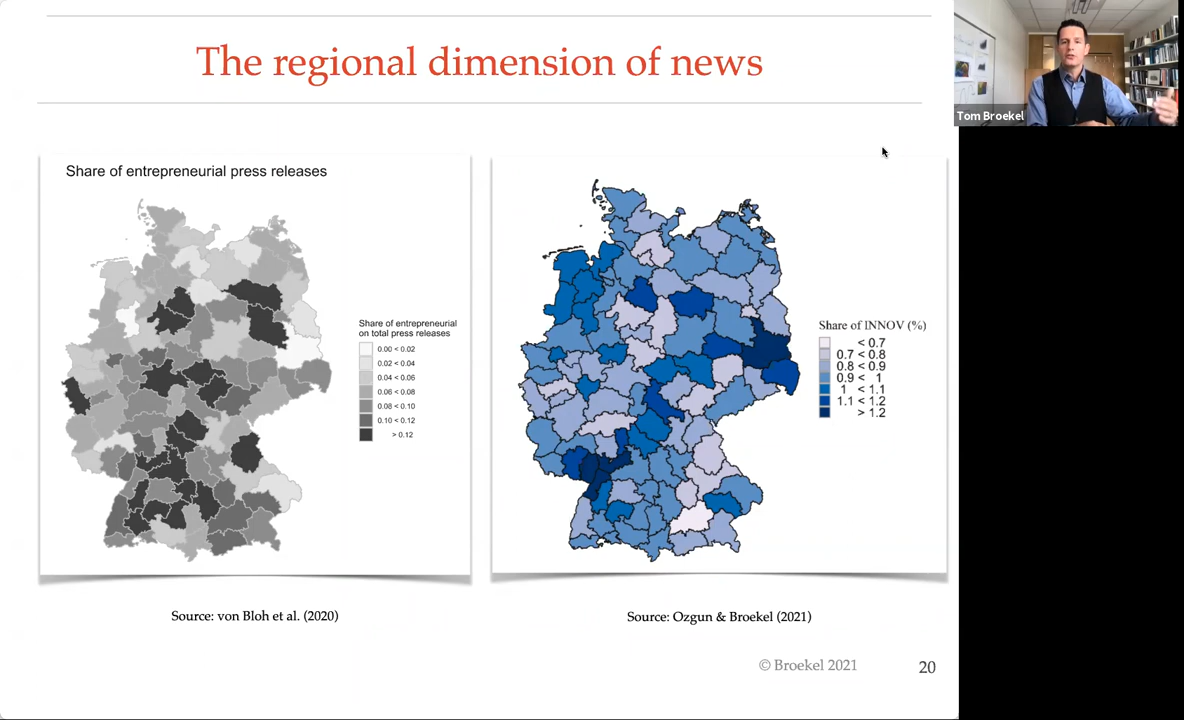 The regional dimension of news
Tom Broekel
Share of entrepreneurial press releases
Share of entrepreneurial
on total press releases
0.00 < 0.02
0.02 < 0.04
0.04 < 0.06
0.06 < 0.08
0.08 < 0.10
0.10 < 0.12
> 0.12
Share of INNOV (%)
< 0.7
0.7 < 0.8
0.8 < 0.9
0.9 < 1
1 < 1.1
1.1 < 1.2
> 1.2
Source: von Bloh et al. (2020)
Source: Ozgun & Broekel (2021)
© Broekel 2021
20